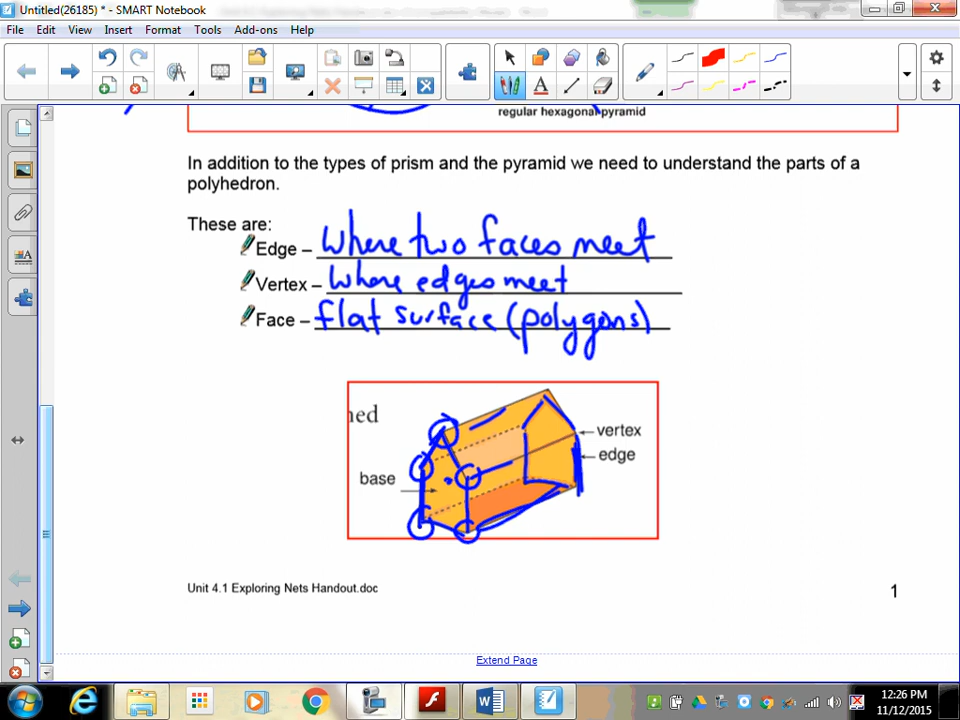 Untitled(26185) * - SMART Notebook
File Edit View Insert Format Tools Add-ons Help
regular hexagonal pyramid
In addition to the types of prism and the pyramid we need to understand the parts of a
polyhedron.
These are:
Edge – where two faces meet
Vertex – where edges meet
Face – flat surface (polygons)
ned
vertex
edge
base
Unit 4.1 Exploring Nets Handout.doc
1
Extend Page
12:26 PM
11/12/2015